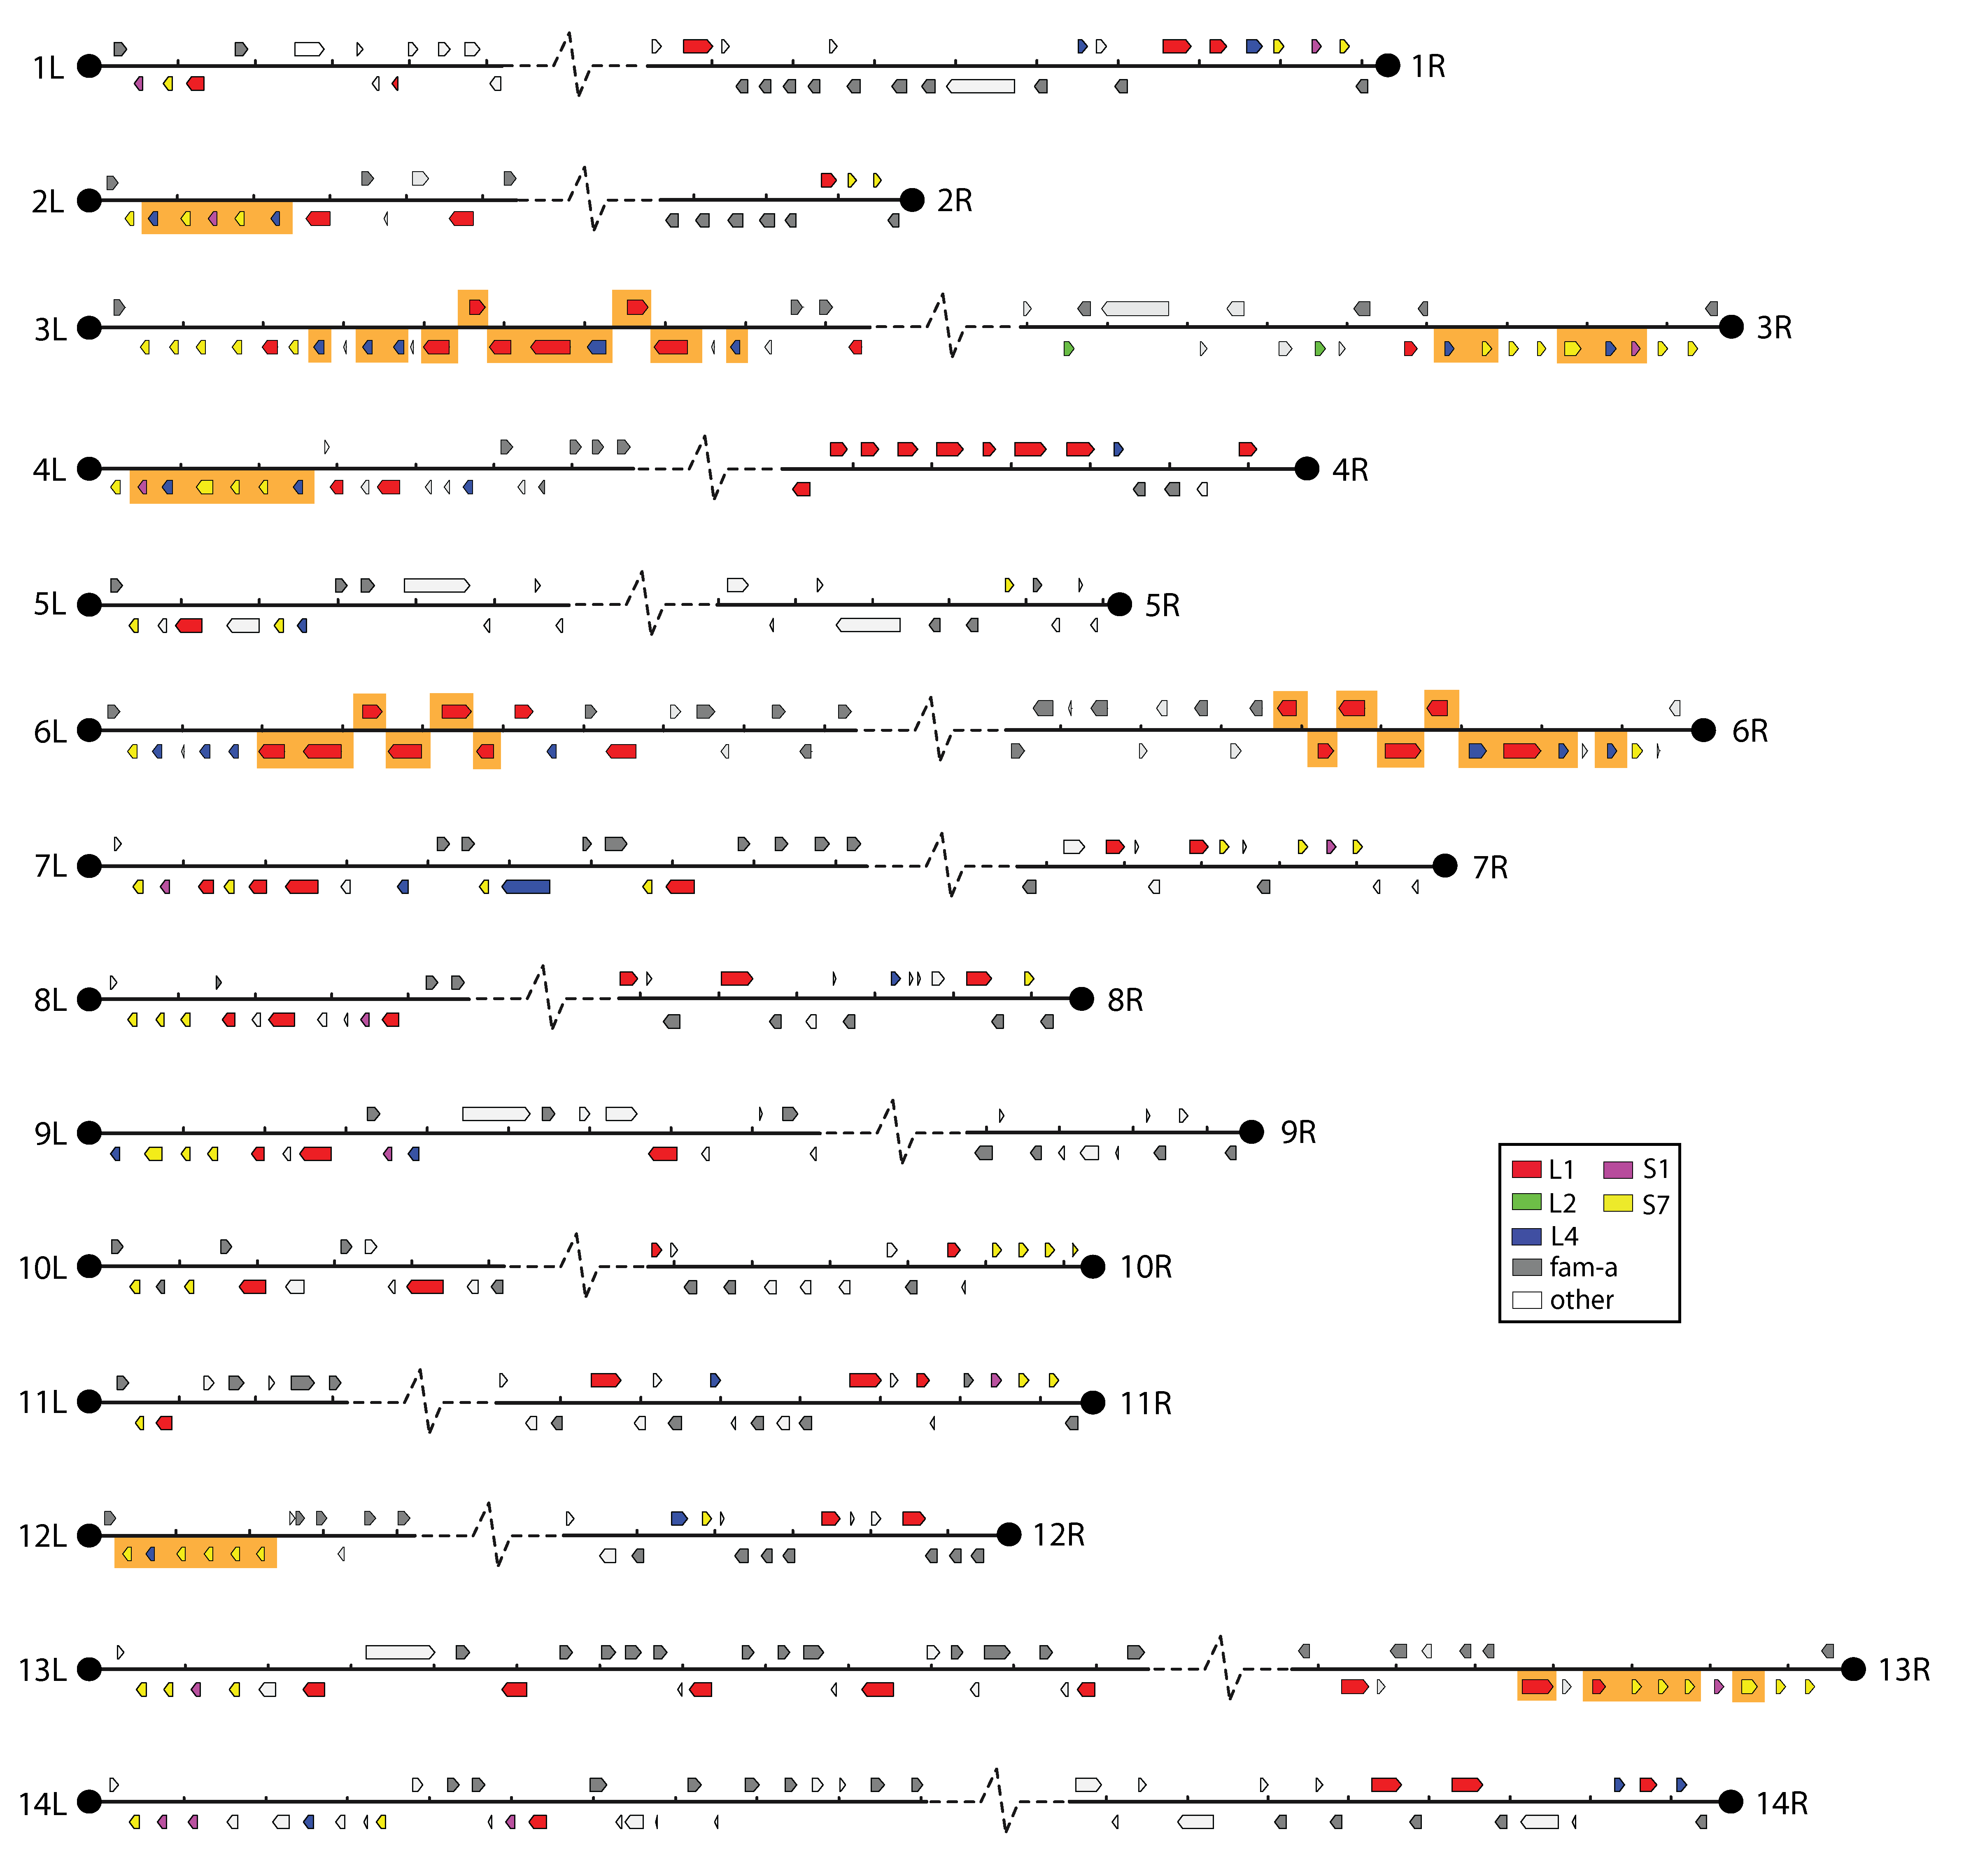 1L 1R
2L 2R
3L 3R
4L 4R
5L 5R
6L 6R
7L 7R
8L 8R
9L 9R
L1 S1
L2 S7
L4
fam-a
other
10L 10R
11L 11R
12L 12R
13L 13R
14L 14R